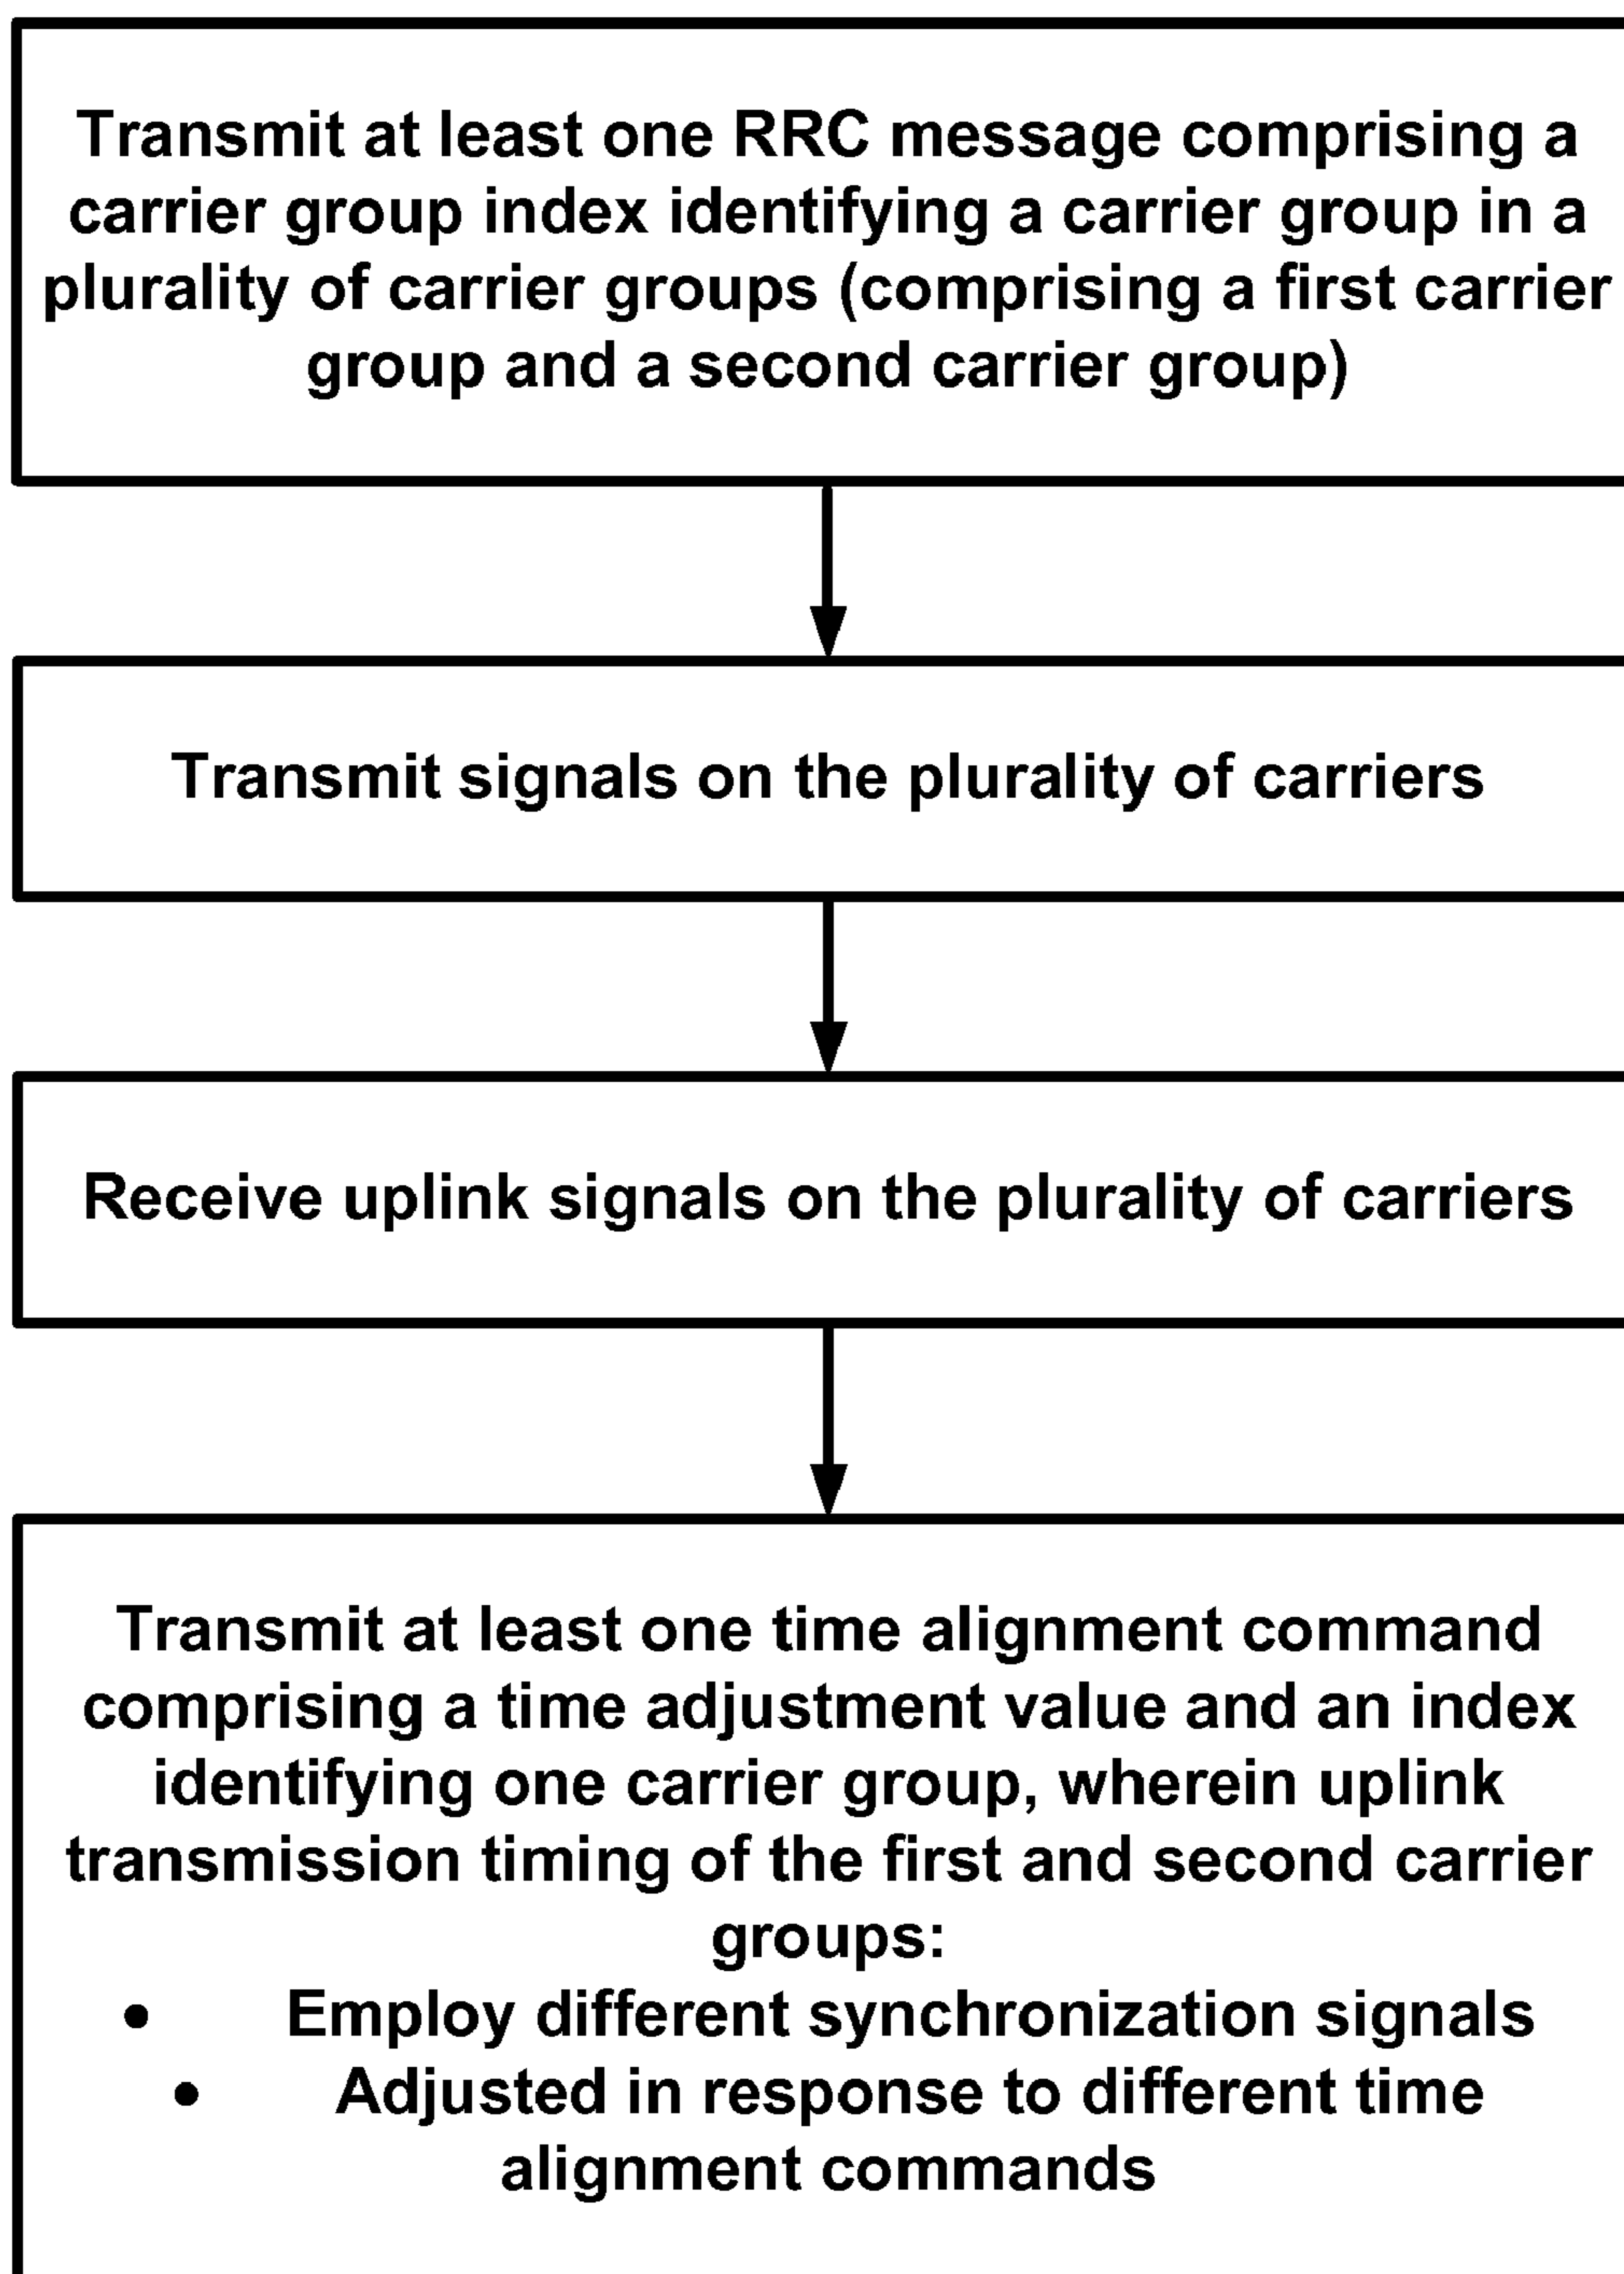 Transmit at least one RRC message comprising a
carrier group index identifying a carrier group in a
plurality of carrier groups (comprising a first carrier
group and a second carrier group)
Transmit signals on the plurality of carriers
Receive uplink signals on the plurality of carriers
Transmit at least one time alignment command
comprising a time adjustment value and an index
identifying one carrier group, wherein uplink
transmission timing of the first and second carrier
groups:
• Employ different synchronization signals
• Adjusted in response to different time
alignment commands